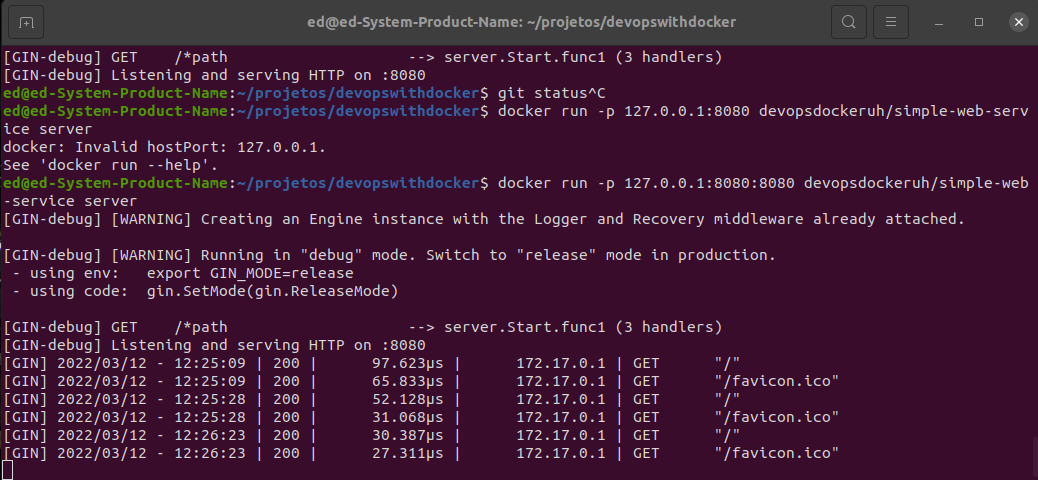 ed@ed-System-Product-Name: ~/projetos/devopswithdocker
[GIN-debug] GET    /*path                    --> server.Start.func1 (3 handlers)
[GIN-debug] Listening and serving HTTP on :8080
ed@ed-System-Product-Name:~/projetos/devopswithdocker$ git status^C
ed@ed-System-Product-Name:~/projetos/devopswithdocker$ docker run -p 127.0.0.1:8080 devopsdockeruh/simple-web-serv
ice server
docker: Invalid hostPort: 127.0.0.1.
See 'docker run --help'.
ed@ed-System-Product-Name:~/projetos/devopswithdocker$ docker run -p 127.0.0.1:8080:8080 devopsdockeruh/simple-web
-service server
[GIN-debug] [WARNING] Creating an Engine instance with the Logger and Recovery middleware already attached.
[GIN-debug] [WARNING] Running in "debug" mode. Switch to "release" mode in production.
 - using env:   export GIN_MODE=release
 - using code:  gin.SetMode(gin.ReleaseMode)
[GIN-debug] GET    /*path                    --> server.Start.func1 (3 handlers)
[GIN-debug] Listening and serving HTTP on :8080
[GIN] 2022/03/12 - 12:25:09 | 200 |      97.623µs |      172.17.0.1 | GET      "/"
[GIN] 2022/03/12 - 12:25:09 | 200 |      65.833µs |      172.17.0.1 | GET      "/favicon.ico"
[GIN] 2022/03/12 - 12:25:28 | 200 |      52.128µs |      172.17.0.1 | GET      "/"
[GIN] 2022/03/12 - 12:25:28 | 200 |      31.068µs |      172.17.0.1 | GET      "/favicon.ico"
[GIN] 2022/03/12 - 12:26:23 | 200 |      30.387µs |      172.17.0.1 | GET      "/"
[GIN] 2022/03/12 - 12:26:23 | 200 |      27.311µs |      172.17.0.1 | GET      "/favicon.ico"